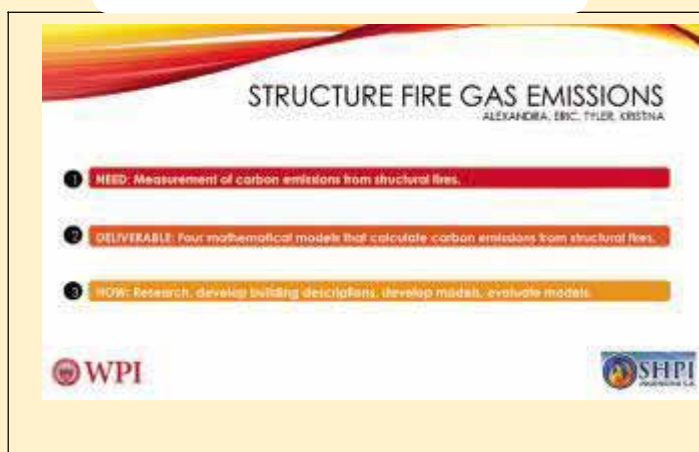 STRUCTURE FIRE GAS EMISSIONS
ALEXANDRA, ERIC, TYLER, KRISTINA
1 NEED: Measurement of carbon emissions from structural fires.
2 DELIVERABLE: Four mathematical models that calculate carbon emissions from structural fires.
3 HOW: Research, develop building descriptions, develop models, evaluate models.
WPI
SHPI